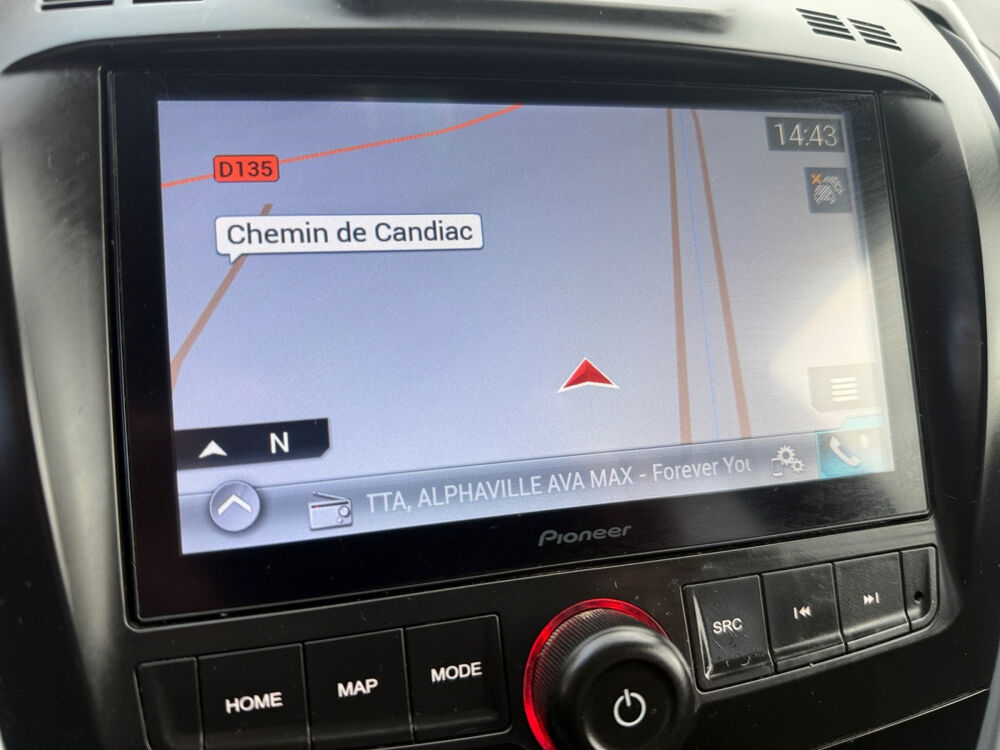 14:43
D135
Chemin de Candiac
N
TTA, ALPHAVILLE AVA MAX - Forever You
Pioneer
SRC
HOME
MAP
MODE